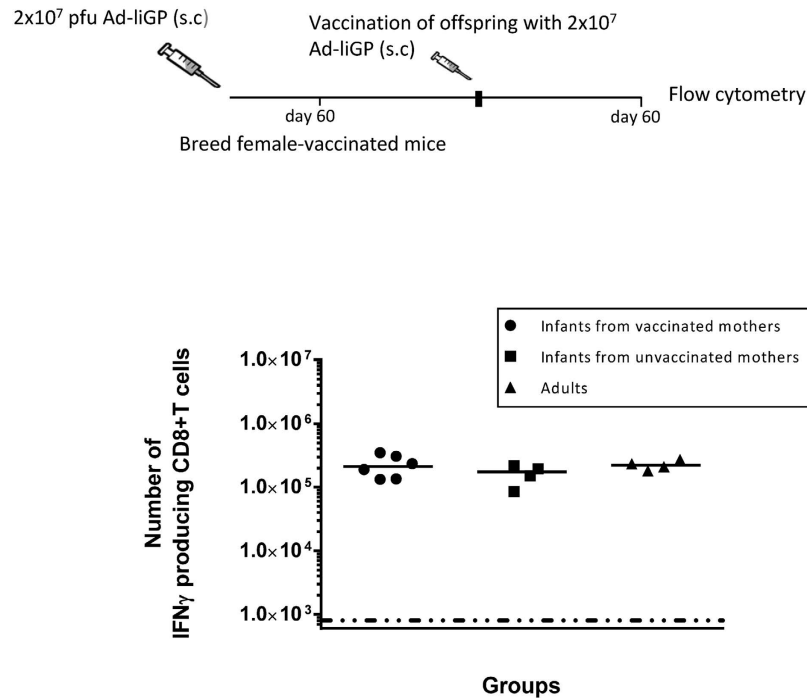 2x10⁷ pfu Ad-liGP (s.c)
Vaccination of offspring with 2x10⁷
Ad-liGP (s.c)
Flow cytometry
day 60
day 60
Breed female-vaccinated mice
Infants from vaccinated mothers
Infants from unvaccinated mothers
Adults
Number of
IFNγ producing CD8+T cells
1.0×10⁷
1.0×10⁶
1.0×10⁵
1.0×10⁴
1.0×10³
Groups